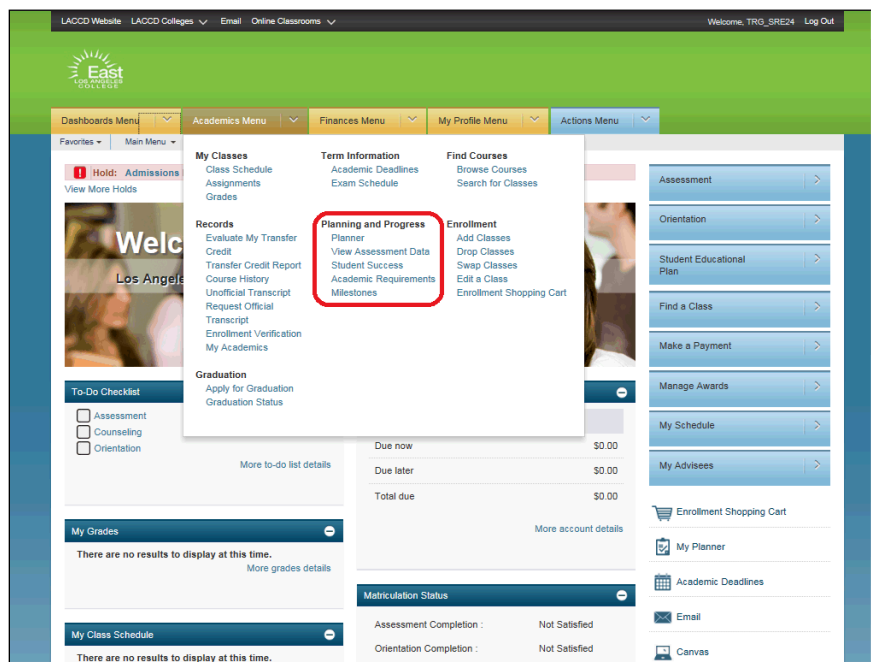 LACCD Website LACCD Colleges Email Online Classrooms Welcome, TRG_SRE24 Log Out
East
LOS ANGELES
COLLEGE
Dashboards Menu Academics Menu Finances Menu My Profile Menu Actions Menu
Favorites Main Menu
Hold: Admissions
View More Holds
Welc
Los Angele
My Classes
Class Schedule
Assignments
Grades
Term Information
Academic Deadlines
Exam Schedule
Find Courses
Browse Courses
Search for Classes
Records
Evaluate My Transfer
Credit
Transfer Credit Report
Course History
Unofficial Transcript
Request Official
Transcript
Enrollment Verification
My Academics
Planning and Progress
Planner
View Assessment Data
Student Success
Academic Requirements
Milestones
Enrollment
Add Classes
Drop Classes
Swap Classes
Edit a Class
Enrollment Shopping Cart
Graduation
Apply for Graduation
Graduation Status
To-Do Checklist
Assessment
Counseling
Orientation
More to-do list details
My Grades
There are no results to display at this time.
More grades details
My Class Schedule
There are no results to display at this time.
Due now $0.00
Due later $0.00
Total due $0.00
More account details
Matriculation Status
Assessment Completion : Not Satisfied
Orientation Completion : Not Satisfied
Assessment
Orientation
Student Educational
Plan
Find a Class
Make a Payment
Manage Awards
My Schedule
My Advisees
Enrollment Shopping Cart
My Planner
Academic Deadlines
Email
Canvas